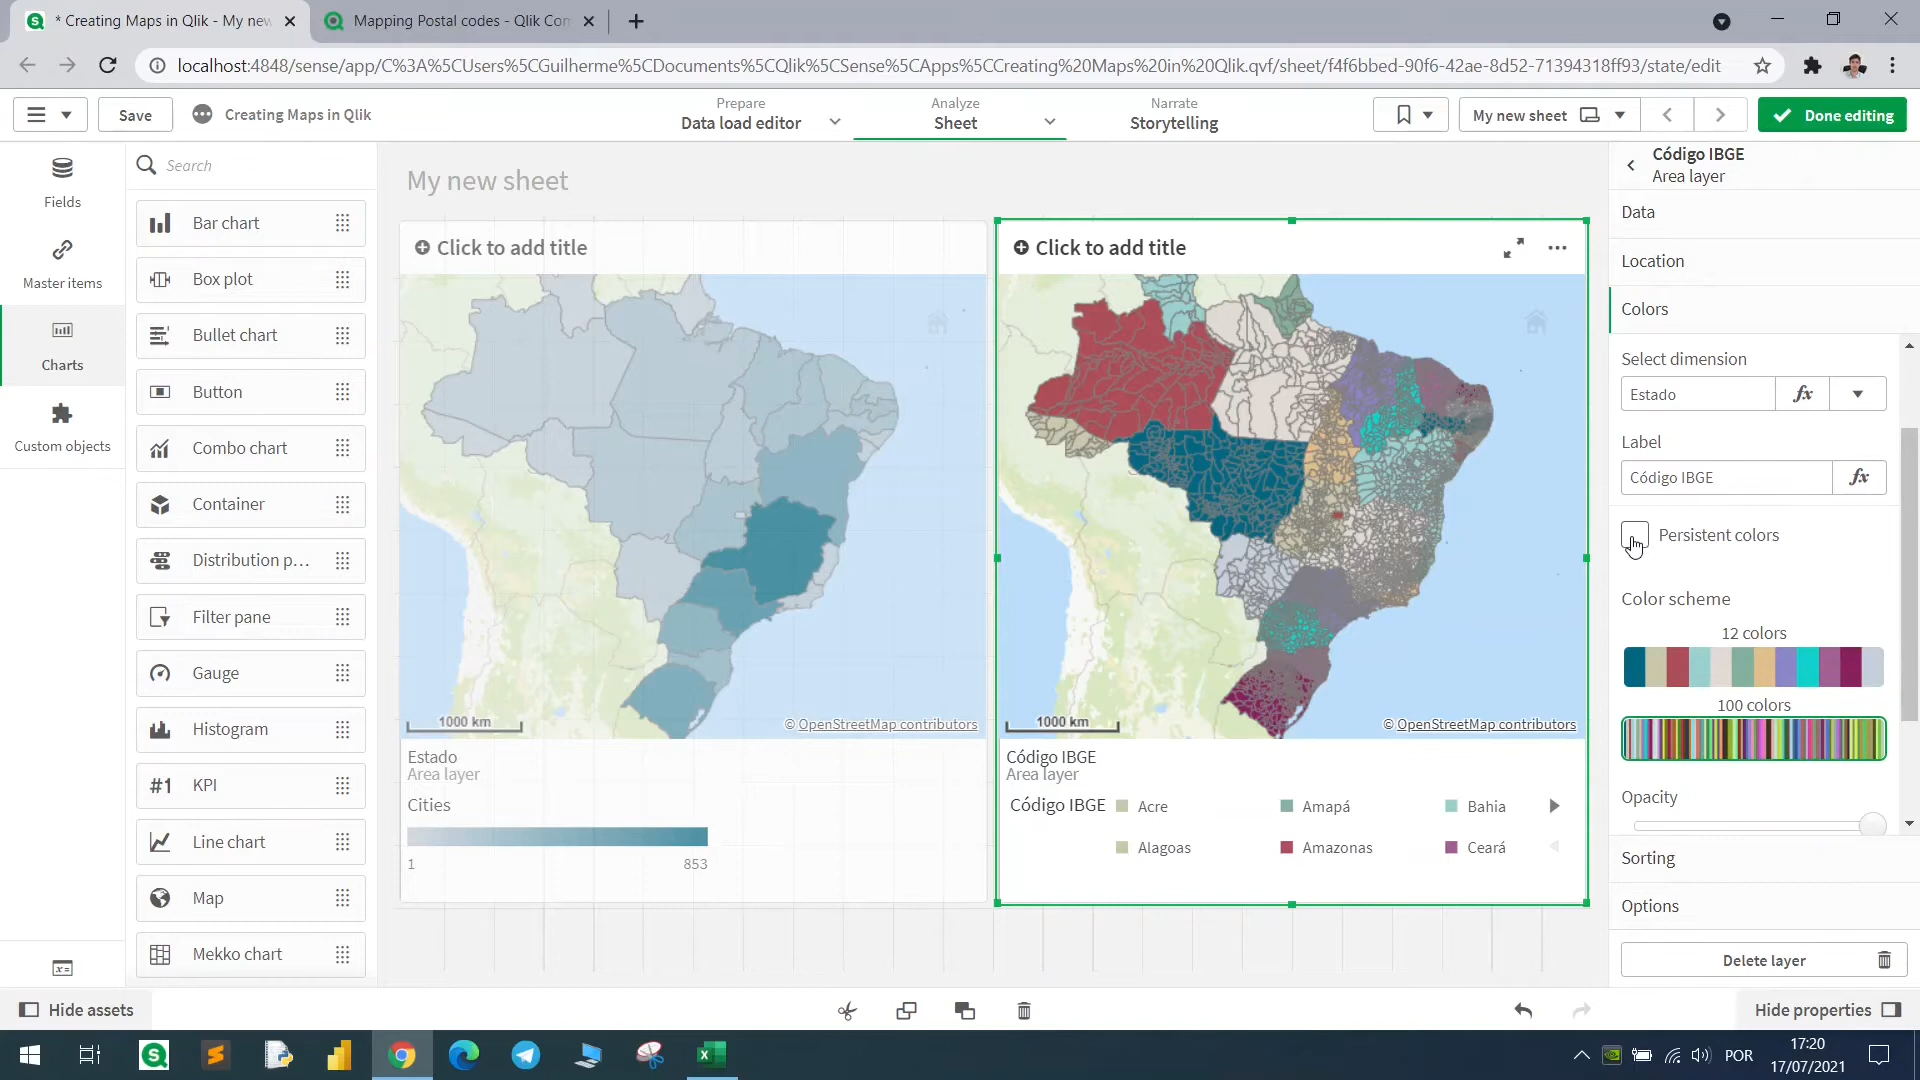 * Creating Maps in Qlik - My new
Mapping Postal codes - Qlik Com
localhost:4848/sense/app/C%3A%5CUsers%5CGuilherme%5CDocuments%5CQlik%5CSense%5CApps%5CCreating%20Maps%20in%20Qlik.qvf/sheet/f4f6bbed-90f6-42ae-8d52-71394318ff93/state/edit
Save
Creating Maps in Qlik
Prepare
Data load editor
Analyze
Sheet
Narrate
Storytelling
My new sheet
Done editing
Fields
Master items
Charts
Custom objects
Search
Bar chart
Box plot
Bullet chart
Button
Combo chart
Container
Distribution p...
Filter pane
Gauge
Histogram
#1 KPI
Line chart
Map
Mekko chart
My new sheet
Click to add title
1000 km
© OpenStreetMap contributors
Estado
Area layer
Cities
1
853
Click to add title
1000 km
© OpenStreetMap contributors
Código IBGE
Area layer
Código IBGE
Acre
Amapá
Bahia
Alagoas
Amazonas
Ceará
Código IBGE
Area layer
Data
Location
Colors
Select dimension
Estado
fx
Label
Código IBGE
fx
Persistent colors
Color scheme
12 colors
100 colors
Opacity
Sorting
Options
Delete layer
Hide assets
Hide properties
POR
17:20
17/07/2021